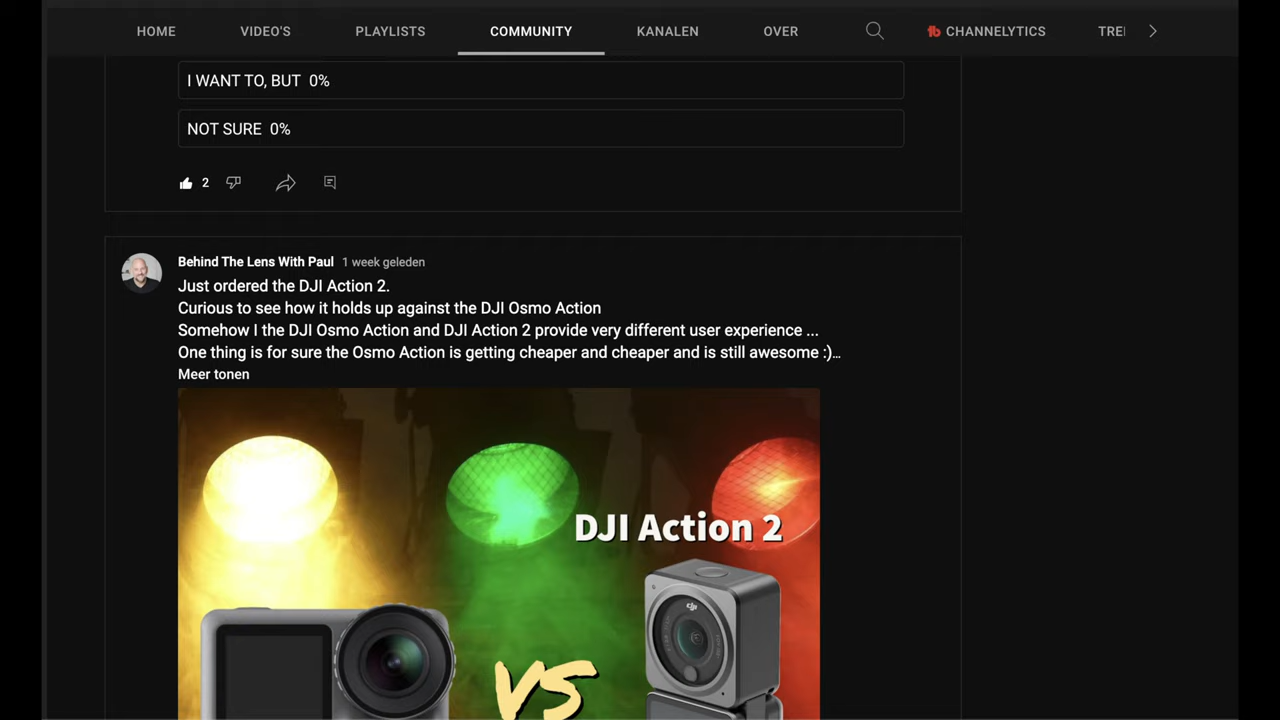 HOME VIDEO'S PLAYLISTS COMMUNITY KANALEN OVER CHANNELYTICS
I WANT TO, BUT 0%
NOT SURE 0%
2
Behind The Lens With Paul 1 week geleden
Just ordered the DJI Action 2.
Curious to see how it holds up against the DJI Osmo Action
Somehow I the DJI Osmo Action and DJI Action 2 provide very different user experience ...
One thing is for sure the Osmo Action is getting cheaper and cheaper and is still awesome :)...
Meer tonen
DJI Action 2
dji
VS